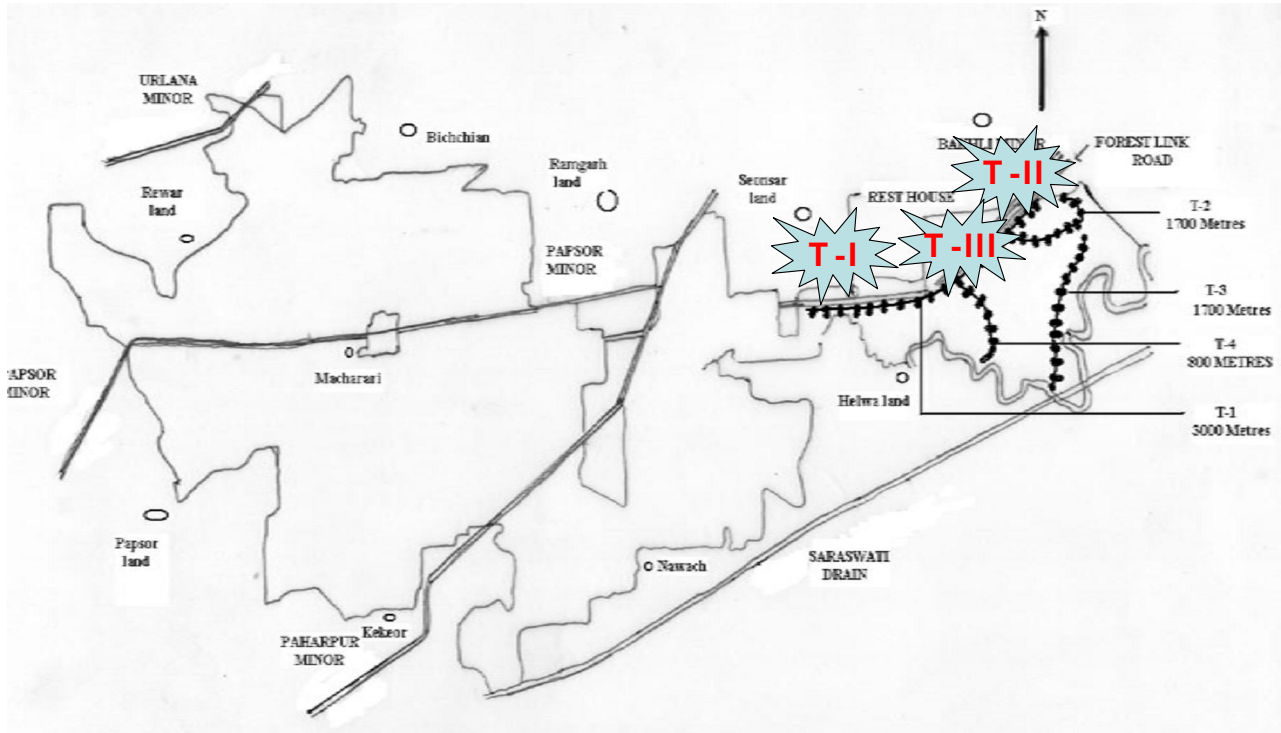 N
URLANA
MINOR
Bichchian
FOREST LINK
ROAD
T -II
Ramgarh
land
Seonsar
land
REST HOUSE
Rewar
land
T-2
1700 Metres
T -I
T -III
PAPSOR
MINOR
T-3
1700 Metres
T-4
800 METRES
MINOR
Macharari
Helwa land
T-1
3000 Metres
Papsor
land
SARASWATI
DRAIN
Nawach
Kekeor
PAHARPUR
MINOR